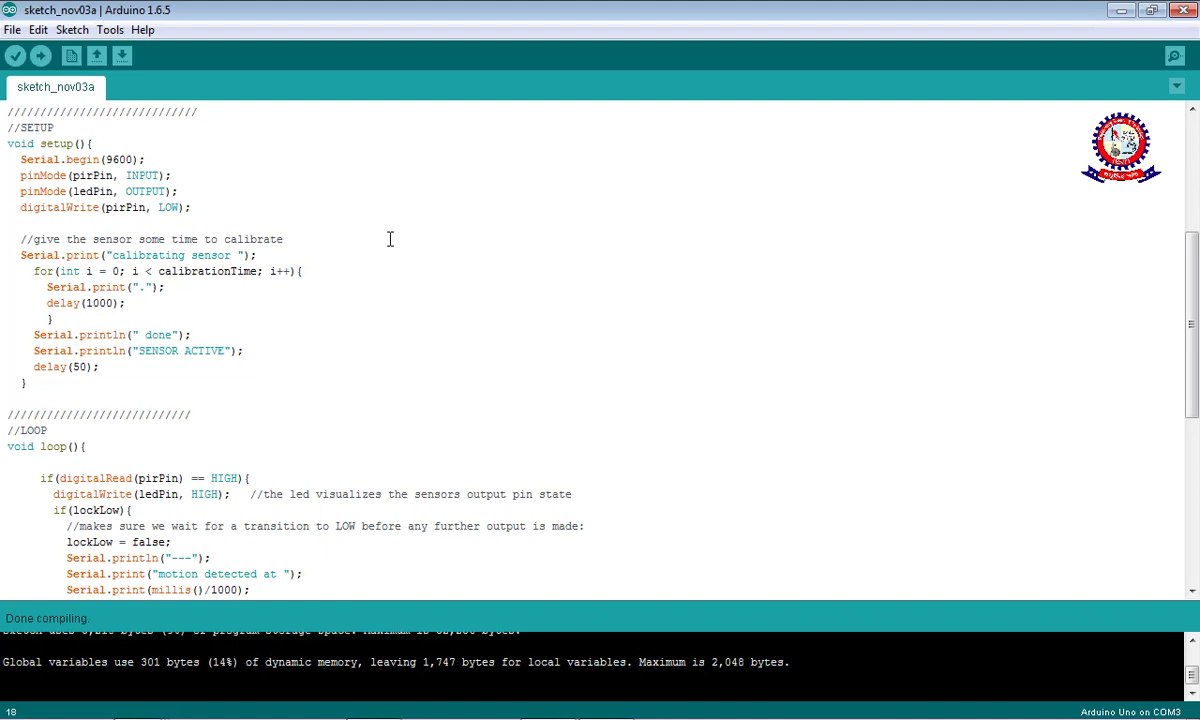 sketch_nov03a | Arduino 1.6.5
File Edit Sketch Tools Help
sketch_nov03a
/////////////////////////////
//SETUP
void setup(){
Serial.begin(9600);
pinMode(pirPin, INPUT);
pinMode(ledPin, OUTPUT);
digitalWrite(pirPin, LOW);
//give the sensor some time to calibrate
Serial.print("calibrating sensor ");
for(int i = 0; i < calibrationTime; i++){
Serial.print(".");
delay(1000);
}
Serial.println(" done");
Serial.println("SENSOR ACTIVE");
delay(50);
}
////////////////////////////
//LOOP
void loop(){
if(digitalRead(pirPin) == HIGH){
digitalWrite(ledPin, HIGH);   //the led visualizes the sensors output pin state
if(lockLow){
//makes sure we wait for a transition to LOW before any further output is made:
lockLow = false;
Serial.println("---");
Serial.print("motion detected at ");
Serial.print(millis()/1000);
Done compiling.
Global variables use 301 bytes (14%) of dynamic memory, leaving 1,747 bytes for local variables. Maximum is 2,048 bytes.
18
Arduino Uno on COM3